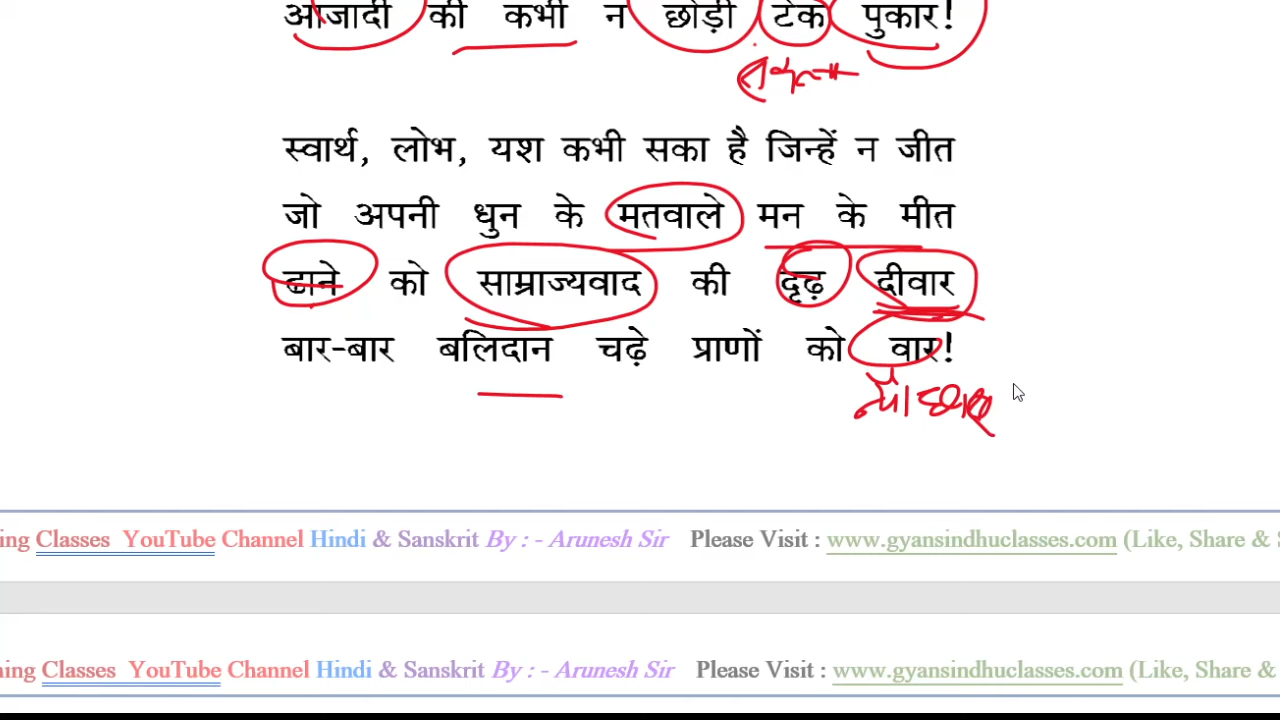 आजादी की कभी न छोड़ी टेक पुकार!
स्वार्थ, लोभ, यश कभी सका है जिन्हें न जीत
जो अपनी धुन के मतवाले मन के मीत
ढाने को साम्राज्यवाद की दृढ़ दीवार
बार-बार बलिदान चढ़े प्राणों को वार!
ing Classes YouTube Channel Hindi & Sanskrit By : - Arunesh Sir Please Visit : www.gyansindhuclasses.com (Like, Share &
ning Classes YouTube Channel Hindi & Sanskrit By : - Arunesh Sir Please Visit : www.gyansindhuclasses.com (Like, Share &